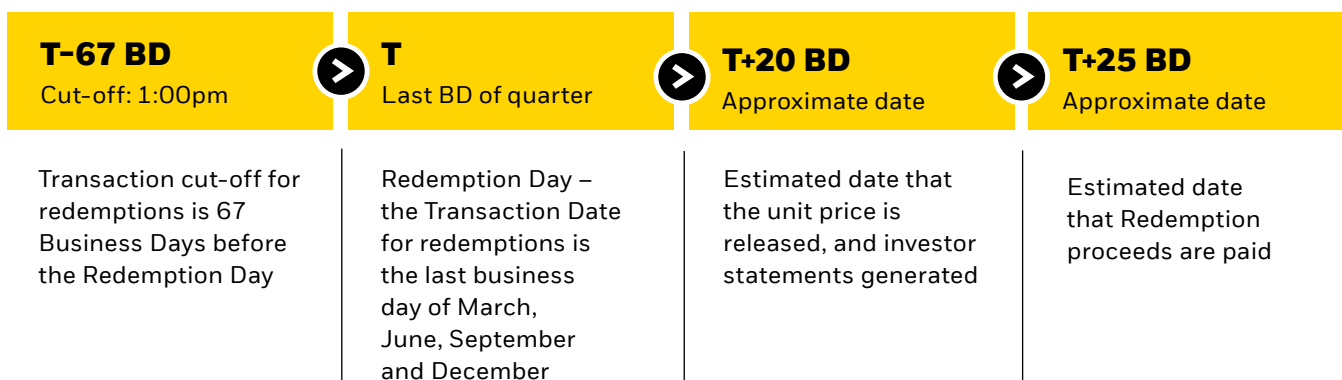 T-67 BD
Cut-off: 1:00pm
T
Last BD of quarter
T+20 BD
Approximate date
T+25 BD
Approximate date
Transaction cut-off for
redemptions is 67
Business Days before
the Redemption Day
Redemption Day –
the Transaction Date
for redemptions is
the last business
day of March,
June, September
and December
Estimated date that
the unit price is
released, and investor
statements generated
Estimated date
that Redemption
proceeds are paid